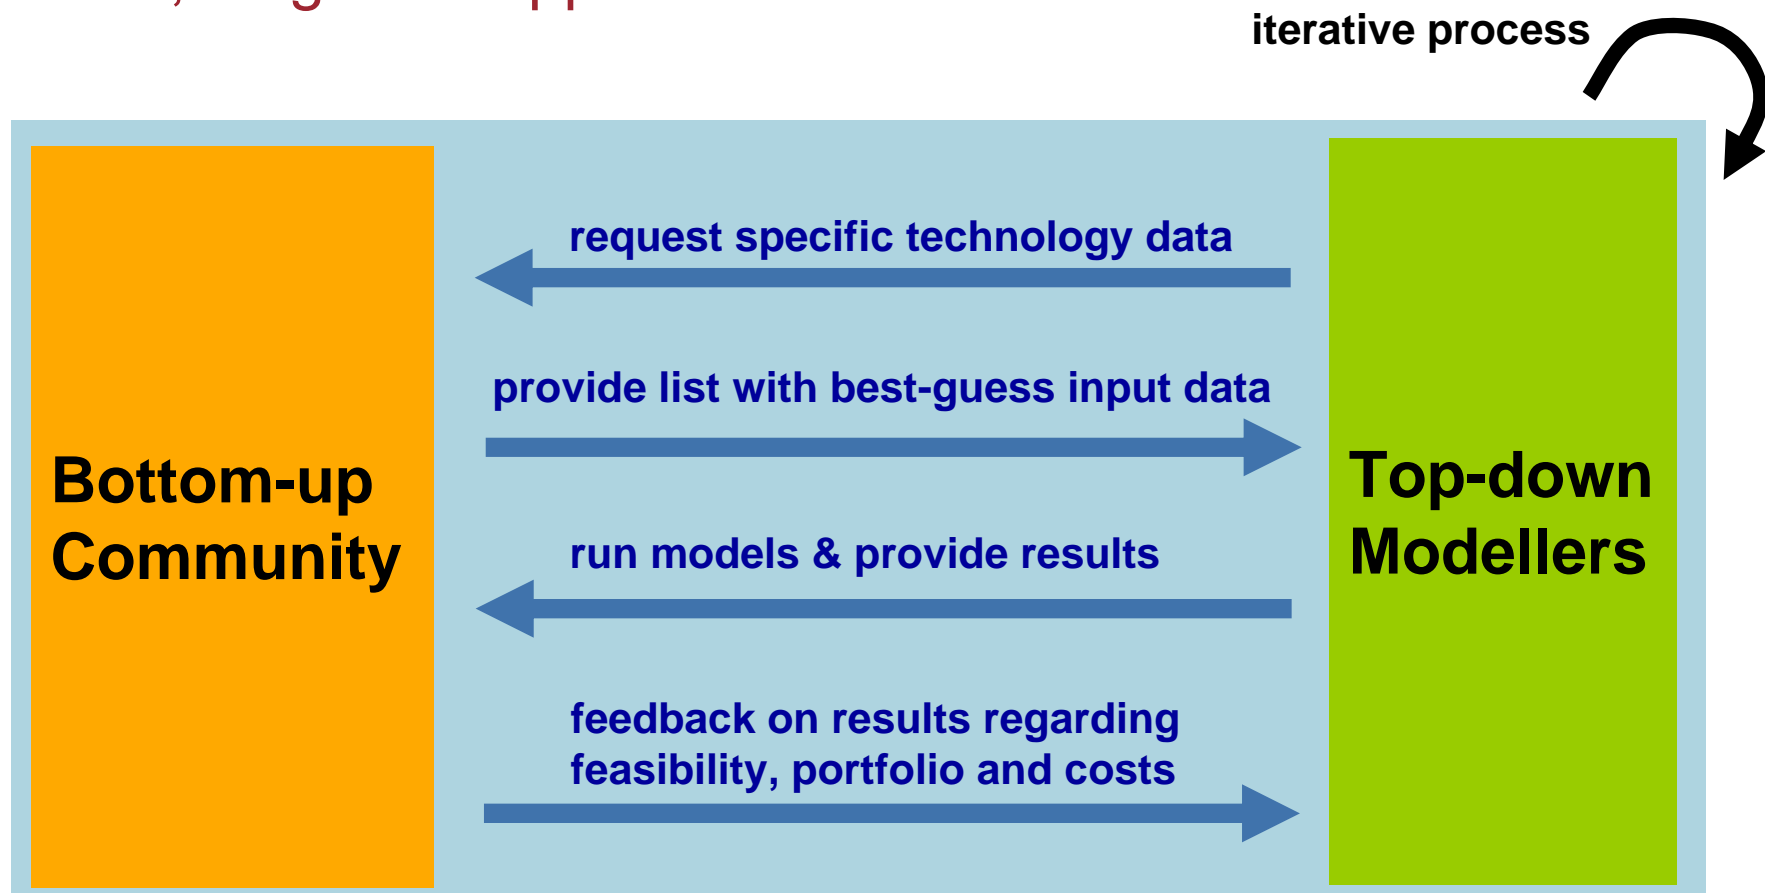 iterative process
request specific technology data
provide list with best-guess input data
Bottom-up
Community
Top-down
Modellers
run models & provide results
feedback on results regarding
feasibility, portfolio and costs